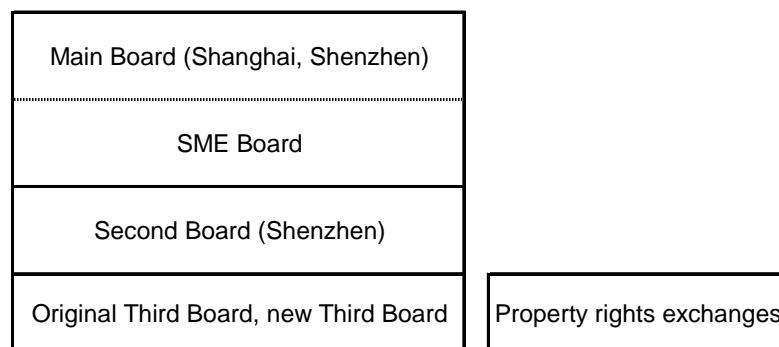 Main Board (Shanghai, Shenzhen)
SME Board
Second Board (Shenzhen)
Original Third Board, new Third Board
Property rights exchanges